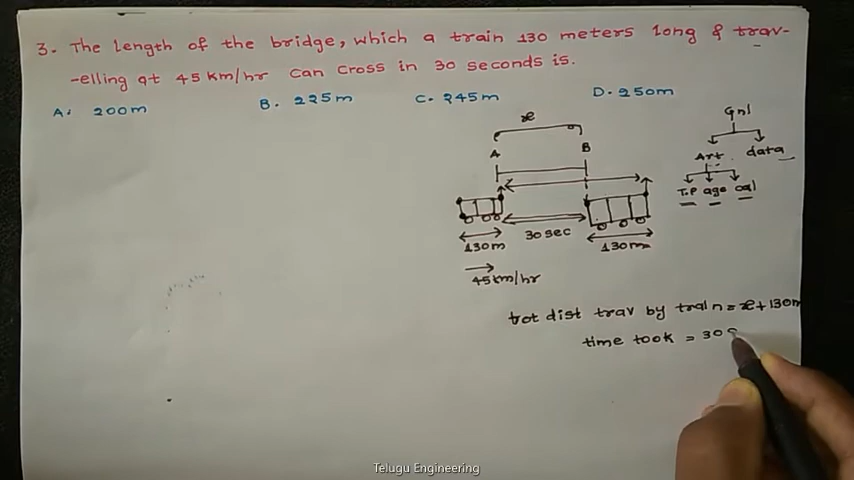 3. The Length of the bridge, which a train 130 meters long & trav-
-elling at 45 km/hr can cross in 30 seconds is.
A. 200m B. 225m C. 245m D. 250m
x
A B
130m 30 sec 130m
45km/hr
Gnl
Art. data
T.P age cal
tot dist trav by train = x + 130m
time took = 30s
Telugu Engineering